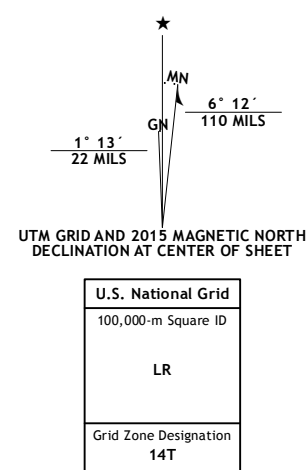 ★
MN
GN
6° 12´
110 MILS
1° 13´
22 MILS
UTM GRID AND 2015 MAGNETIC NORTH
DECLINATION AT CENTER OF SHEET
U.S. National Grid
100,000-m Square ID
LR
Grid Zone Designation
14T